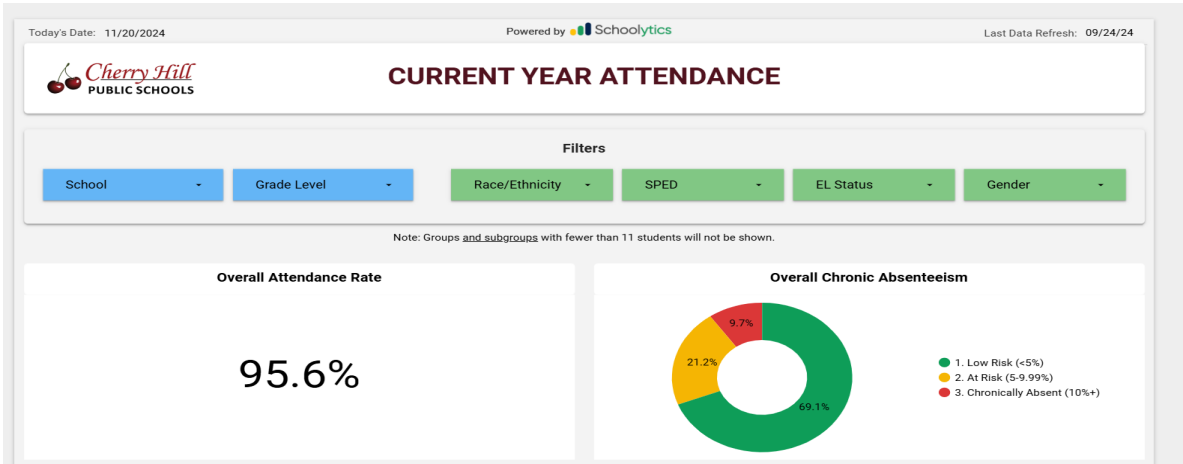 Today's Date: 11/20/2024 Powered by Schoolytics Last Data Refresh: 09/24/24
Cherry Hill
PUBLIC SCHOOLS
CURRENT YEAR ATTENDANCE
Filters
School Grade Level Race/Ethnicity SPED EL Status Gender
Note: Groups and subgroups with fewer than 11 students will not be shown.
Overall Attendance Rate
95.6%
Overall Chronic Absenteeism
9.7%
21.2%
69.1%
1. Low Risk (<5%)
2. At Risk (5-9.99%)
3. Chronically Absent (10%+)